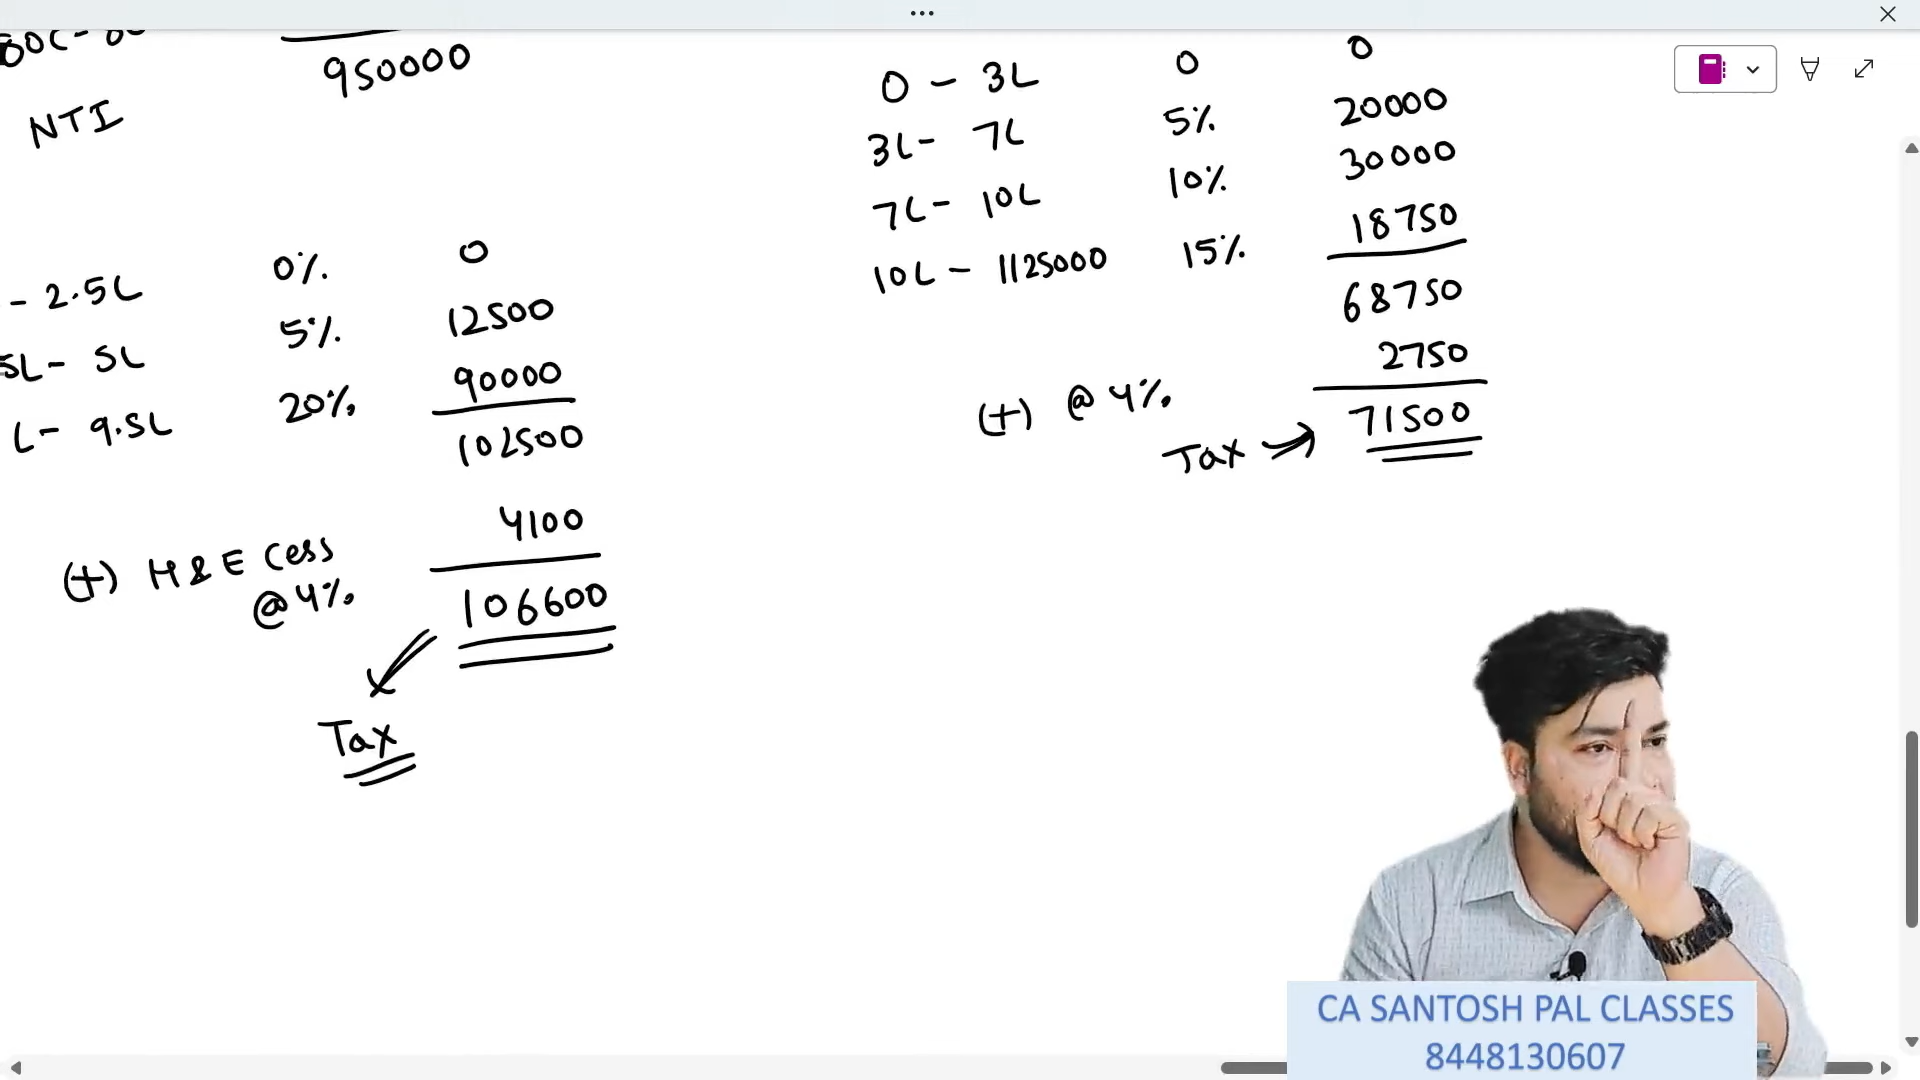 950000
NTI
- 2.5L 0% 0
5L- 5L 5% 12500
L- 9.5L 20% 90000
102500
4100
(+) H&E Cess
@4%
106600
Tax
0 - 3L 0 0
3L- 7L 5% 20000
7L- 10L 10% 30000
10L - 1125000 15% 18750
68750
2750
(+) @ 4%
Tax → 71500
CA SANTOSH PAL CLASSES
8448130607